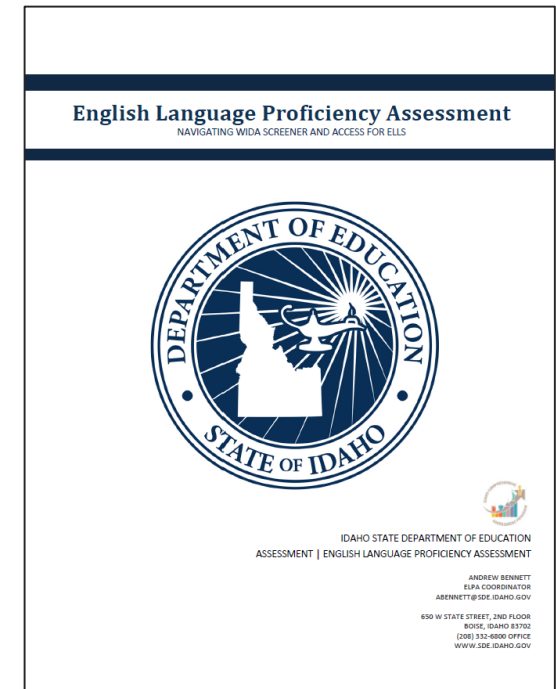 English Language Proficiency Assessment
NAVIGATING WIDA SCREENER AND ACCESS FOR ELLS
DEPARTMENT OF EDUCATION
STATE OF IDAHO
IDAHO STATE DEPARTMENT OF EDUCATION
ASSESSMENT | ENGLISH LANGUAGE PROFICIENCY ASSESSMENT
ANDREW BENNETT
ELPA COORDINATOR
ABENNETT@SDE.IDAHO.GOV
650 W STATE STREET, 2ND FLOOR
BOISE, IDAHO 83702
(208) 332-6800 OFFICE
WWW.SDE.IDAHO.GOV